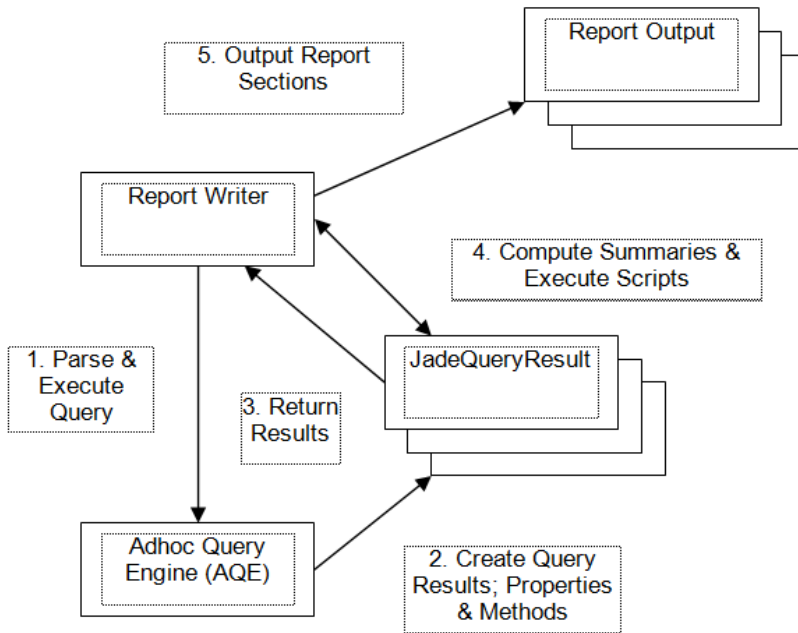 Report Output
5. Output Report
Sections
Report Writer
4. Compute Summaries &
Execute Scripts
JadeQueryResult
1. Parse &
Execute
Query
3. Return
Results
Adhoc Query
Engine (AQE)
2. Create Query
Results; Properties
& Methods